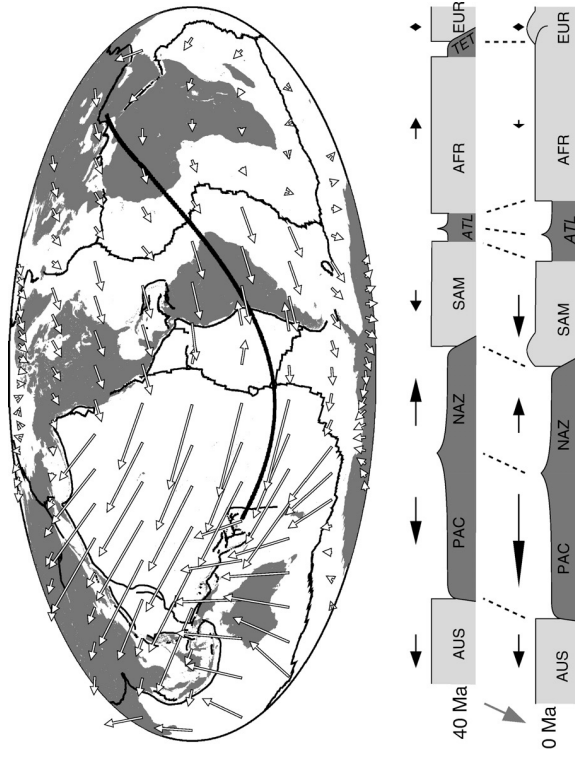 40 Ma
AUS
PAC
NAZ
SAM
ATL
AFR
TET
EUR
0 Ma
AUS
PAC
NAZ
SAM
ATL
AFR
EUR